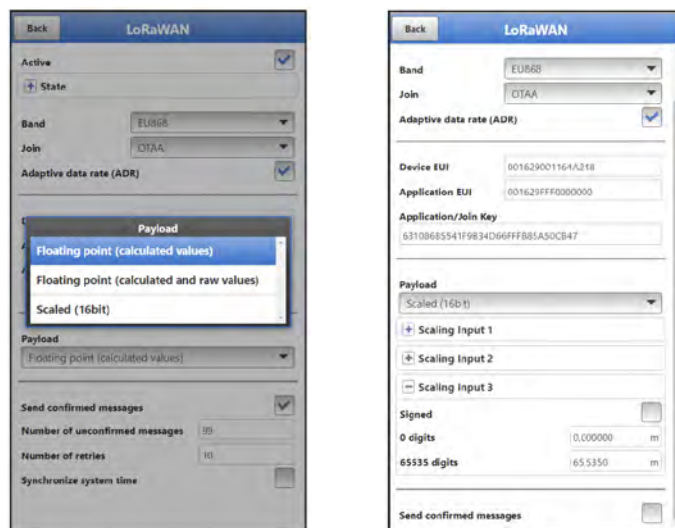 Back LoRaWAN
Active
State
Band EU868
Join OTAA
Adaptive data rate (ADR)
Payload
Floating point (calculated values)
Floating point (calculated and raw values)
Scaled (16bit)
Payload
Floating point (calculated values)
Send confirmed messages
Number of unconfirmed messages 99
Number of retries 10
Synchronize system time
Back LoRaWAN
Band EU868
Join OTAA
Adaptive data rate (ADR)
Device EUI 001629001164A218
Application EUI 001629FFF0000000
Application/Join Key
63108685541F9B34D66FFFB85A50CB47
Payload
Scaled (16bit)
Scaling Input 1
Scaling Input 2
Scaling Input 3
Signed
0 digits 0.000000 m
65535 digits 65.5350 m
Send confirmed messages